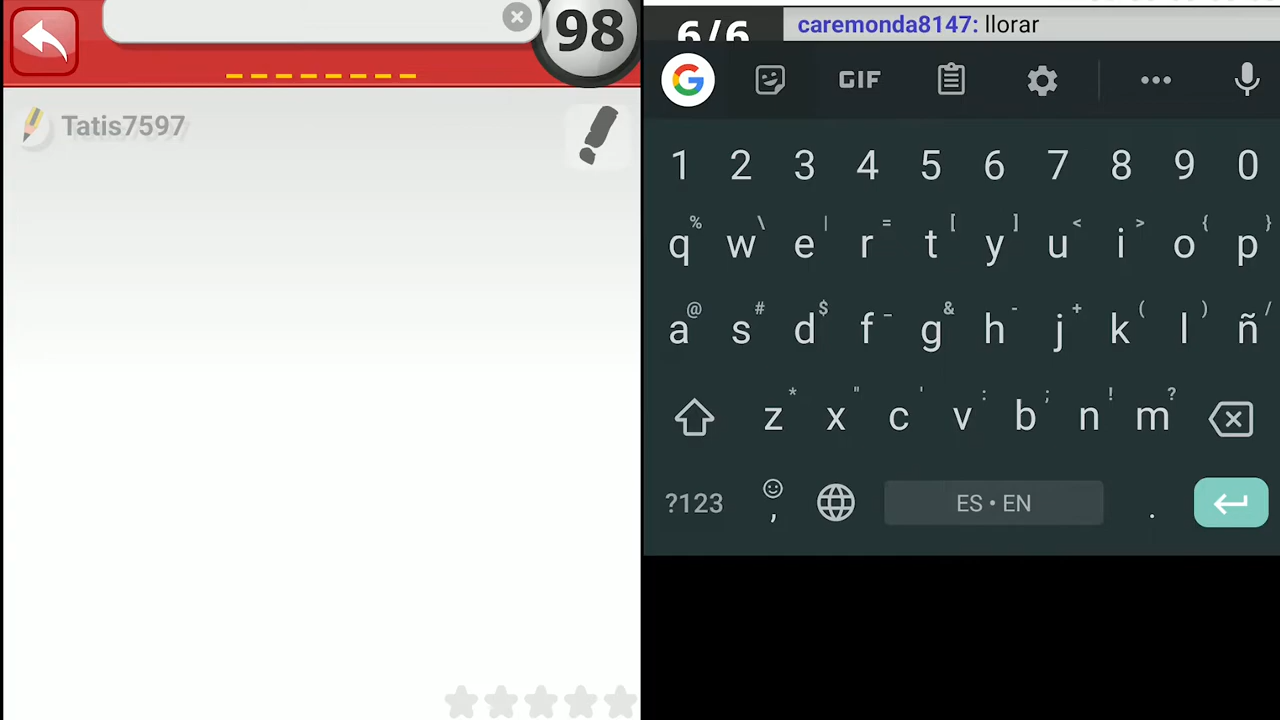 98
Tatis7597
6/6
caremonda8147: llorar
GIF
1 2 3 4 5 6 7 8 9 0
% \ | = [ ] < > { }
q w e r t y u i o p
@ # $ _ & - + ( ) /
a s d f g h j k l ñ
* " ' : ; ! ?
z x c v b n m
?123 , ES • EN .